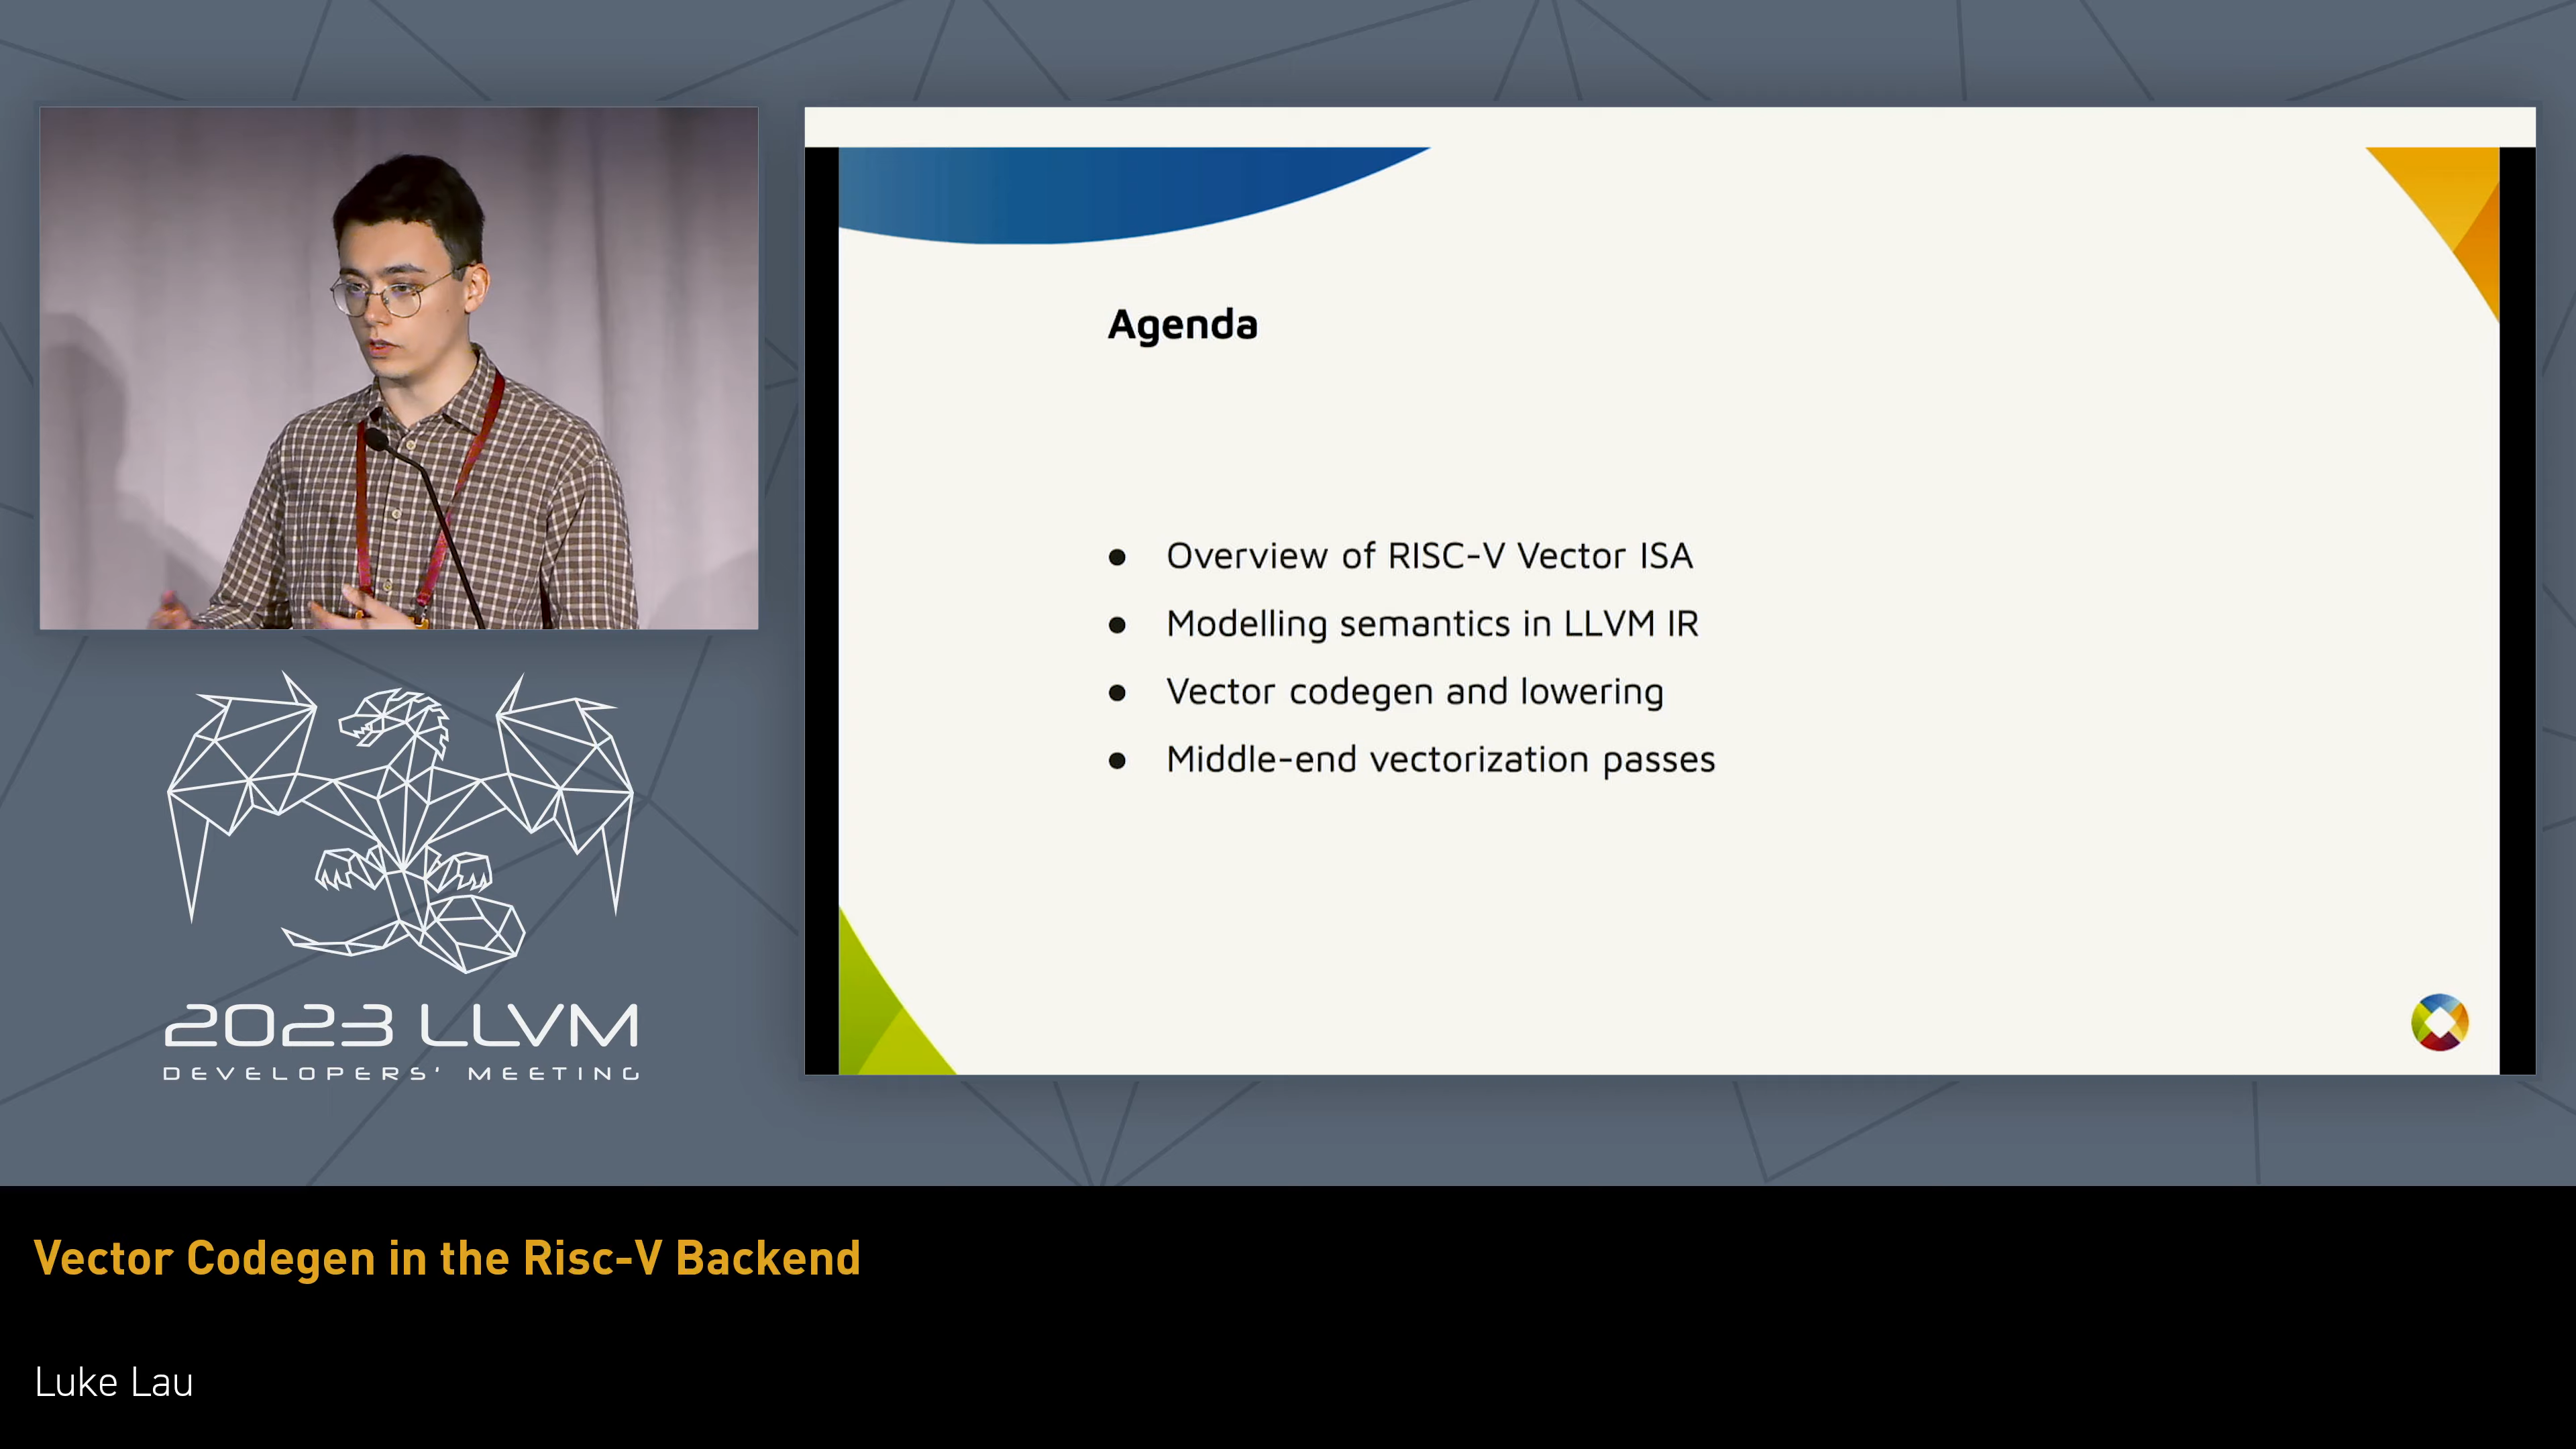 Agenda
● Overview of RISC-V Vector ISA
● Modelling semantics in LLVM IR
● Vector codegen and lowering
● Middle-end vectorization passes
2023 LLVM
DEVELOPERS' MEETING
Vector Codegen in the Risc-V Backend
Luke Lau